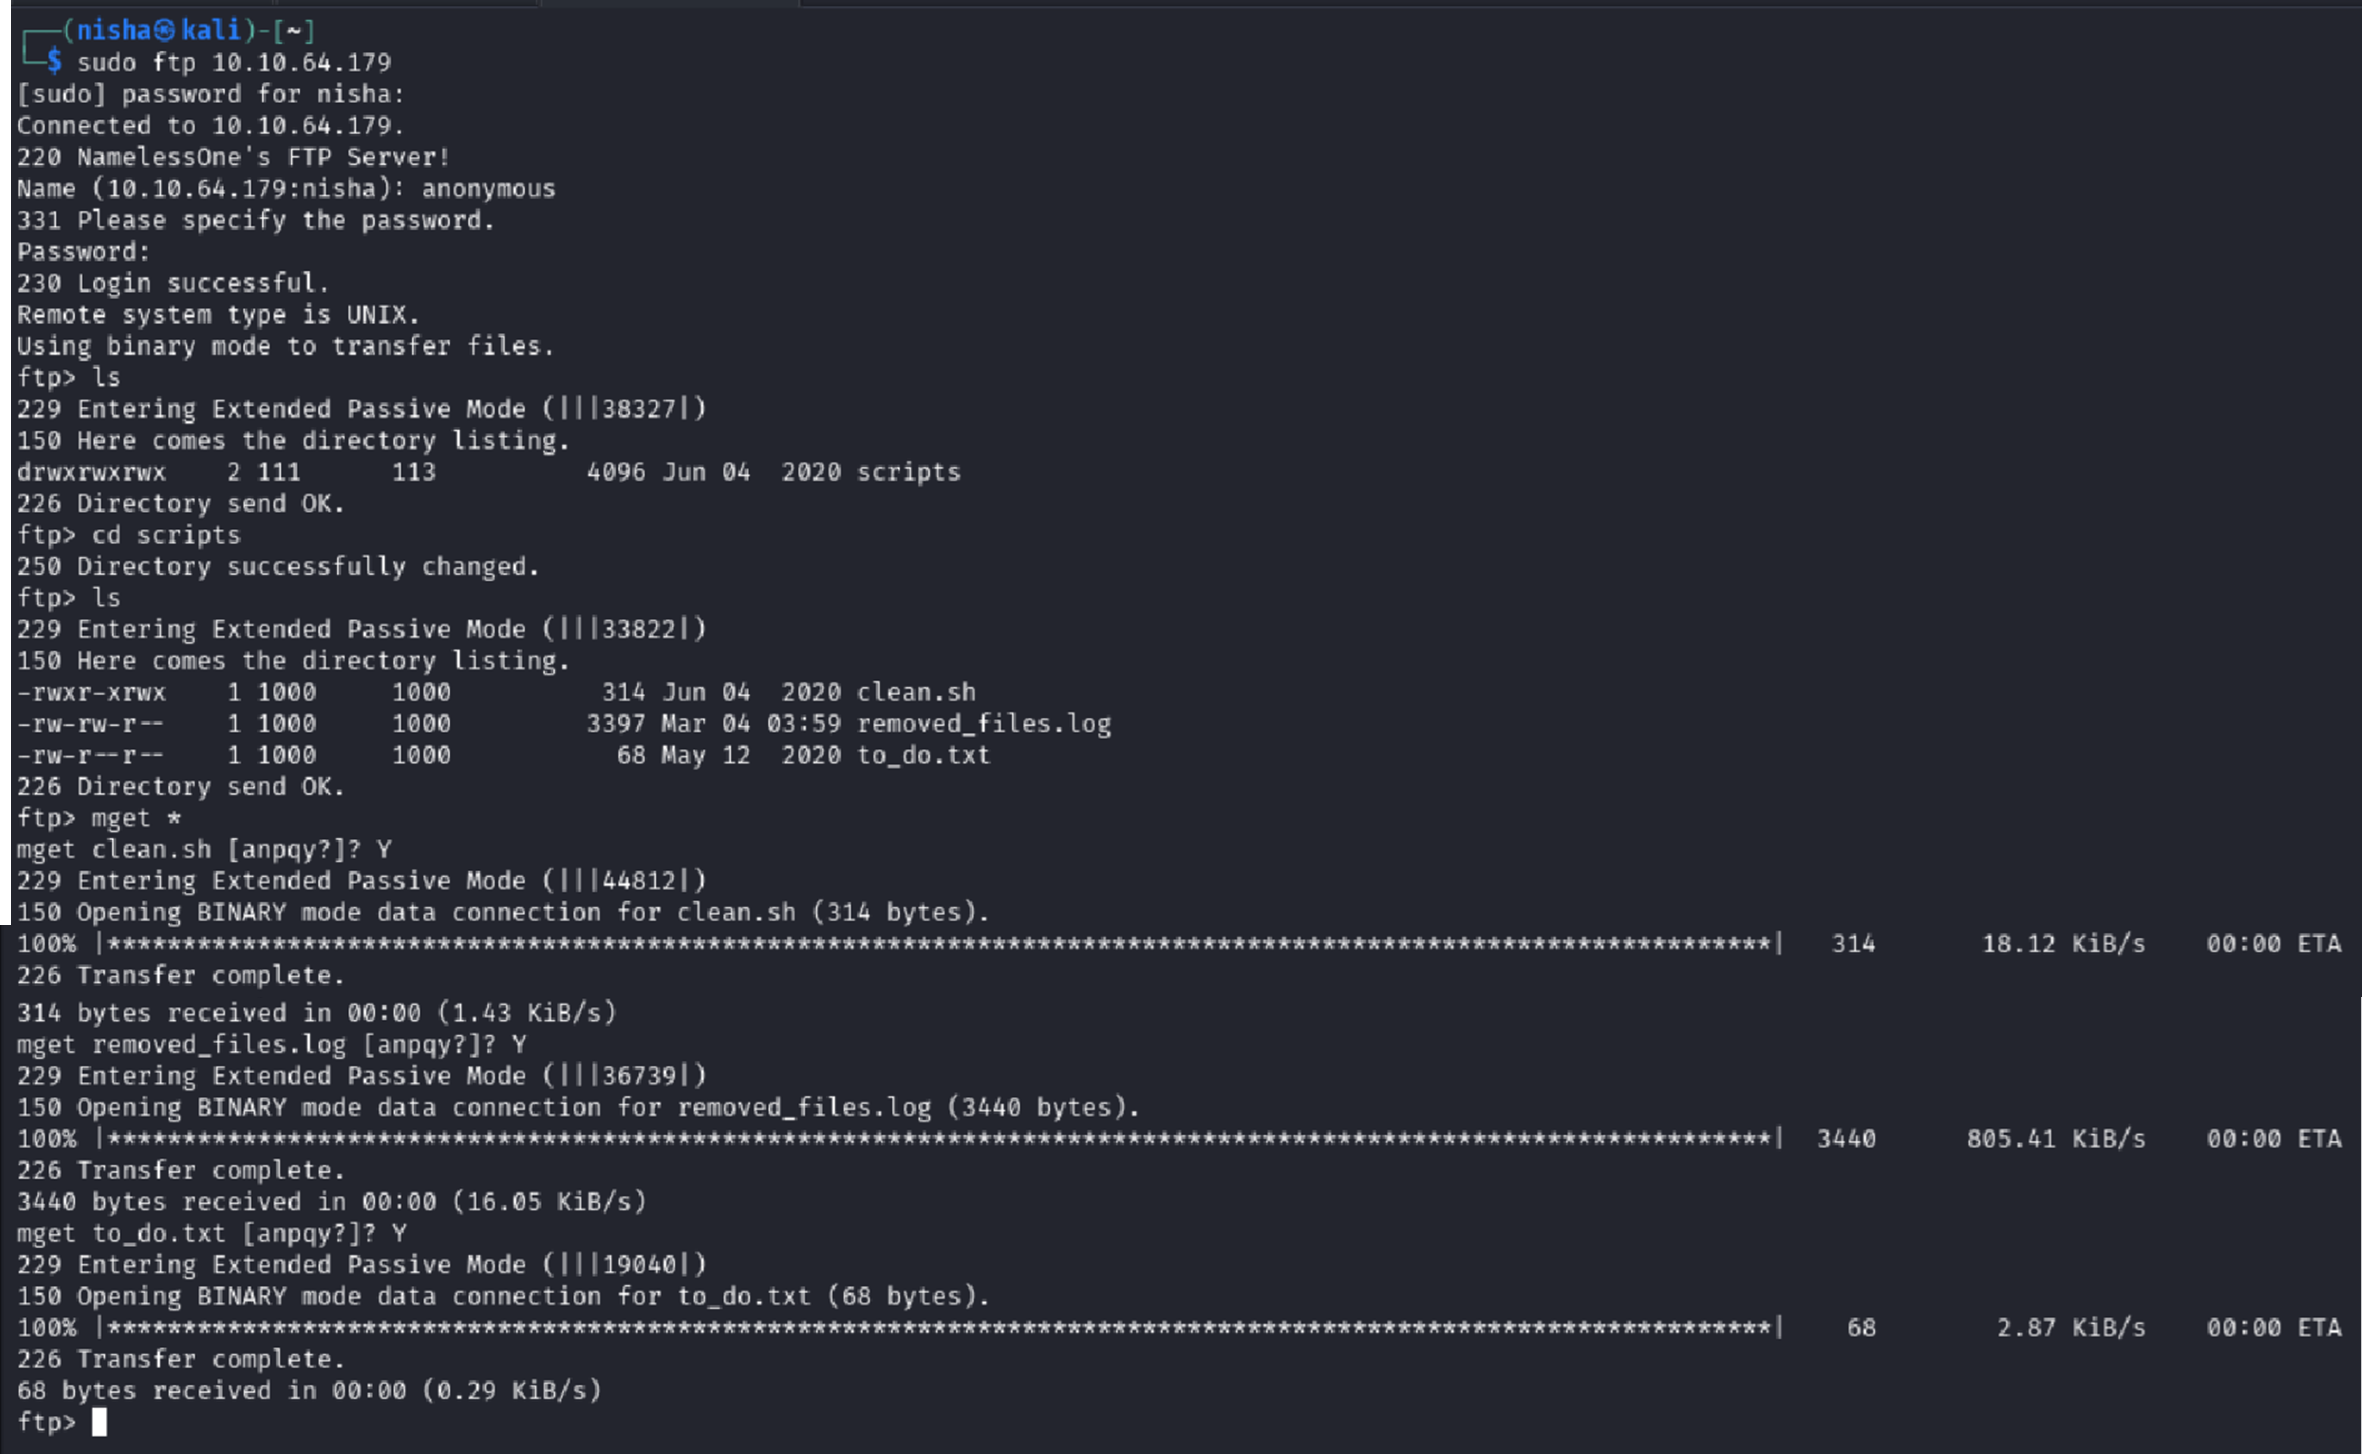 ┌──(nisha㉿kali)-[~]
└─$ sudo ftp 10.10.64.179
[sudo] password for nisha:
Connected to 10.10.64.179.
220 NamelessOne's FTP Server!
Name (10.10.64.179:nisha): anonymous
331 Please specify the password.
Password:
230 Login successful.
Remote system type is UNIX.
Using binary mode to transfer files.
ftp> ls
229 Entering Extended Passive Mode (|||38327|)
150 Here comes the directory listing.
drwxrwxrwx    2 111      113          4096 Jun 04  2020 scripts
226 Directory send OK.
ftp> cd scripts
250 Directory successfully changed.
ftp> ls
229 Entering Extended Passive Mode (|||33822|)
150 Here comes the directory listing.
-rwxr-xrwx    1 1000     1000          314 Jun 04  2020 clean.sh
-rw-rw-r--    1 1000     1000         3397 Mar 04 03:59 removed_files.log
-rw-r--r--    1 1000     1000           68 May 12  2020 to_do.txt
226 Directory send OK.
ftp> mget *
mget clean.sh [anpqy?]? Y
229 Entering Extended Passive Mode (|||44812|)
150 Opening BINARY mode data connection for clean.sh (314 bytes).
100% |***************************************************************************************************************|   314       18.12 KiB/s    00:00 ETA
226 Transfer complete.
314 bytes received in 00:00 (1.43 KiB/s)
mget removed_files.log [anpqy?]? Y
229 Entering Extended Passive Mode (|||36739|)
150 Opening BINARY mode data connection for removed_files.log (3440 bytes).
100% |***************************************************************************************************************|  3440      805.41 KiB/s    00:00 ETA
226 Transfer complete.
3440 bytes received in 00:00 (16.05 KiB/s)
mget to_do.txt [anpqy?]? Y
229 Entering Extended Passive Mode (|||19040|)
150 Opening BINARY mode data connection for to_do.txt (68 bytes).
100% |***************************************************************************************************************|    68        2.87 KiB/s    00:00 ETA
226 Transfer complete.
68 bytes received in 00:00 (0.29 KiB/s)
ftp>